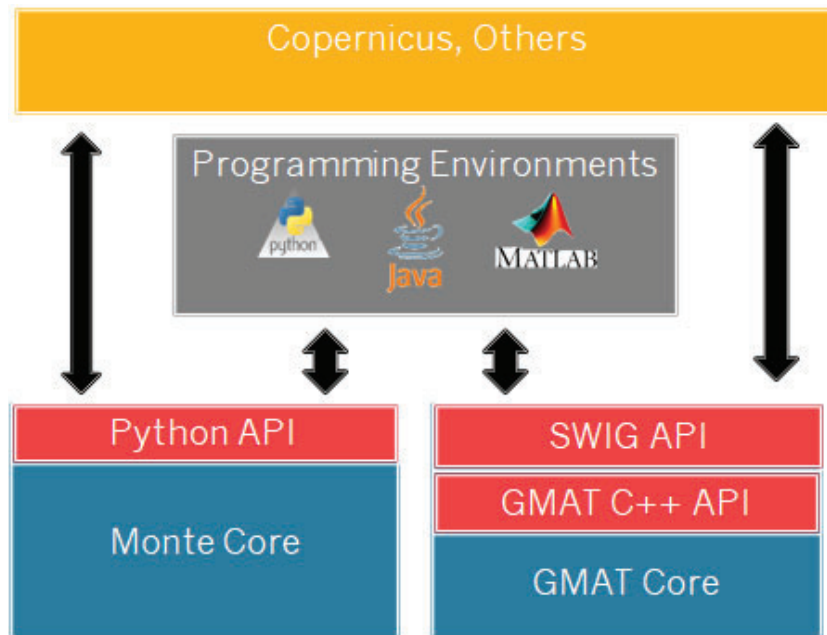 Copernicus, Others
Programming Environments
python
Java
MATLAB
Python API
Monte Core
SWIG API
GMAT C++ API
GMAT Core